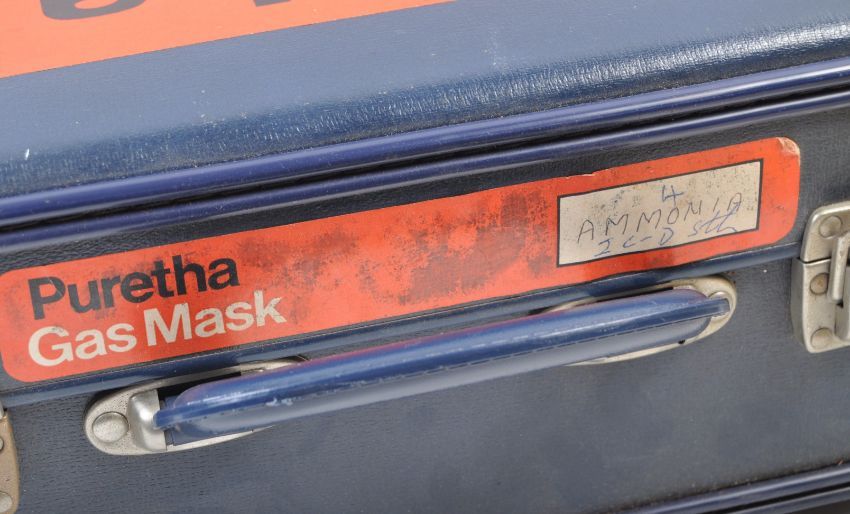 Puretha
Gas Mask
4
AMMONIA